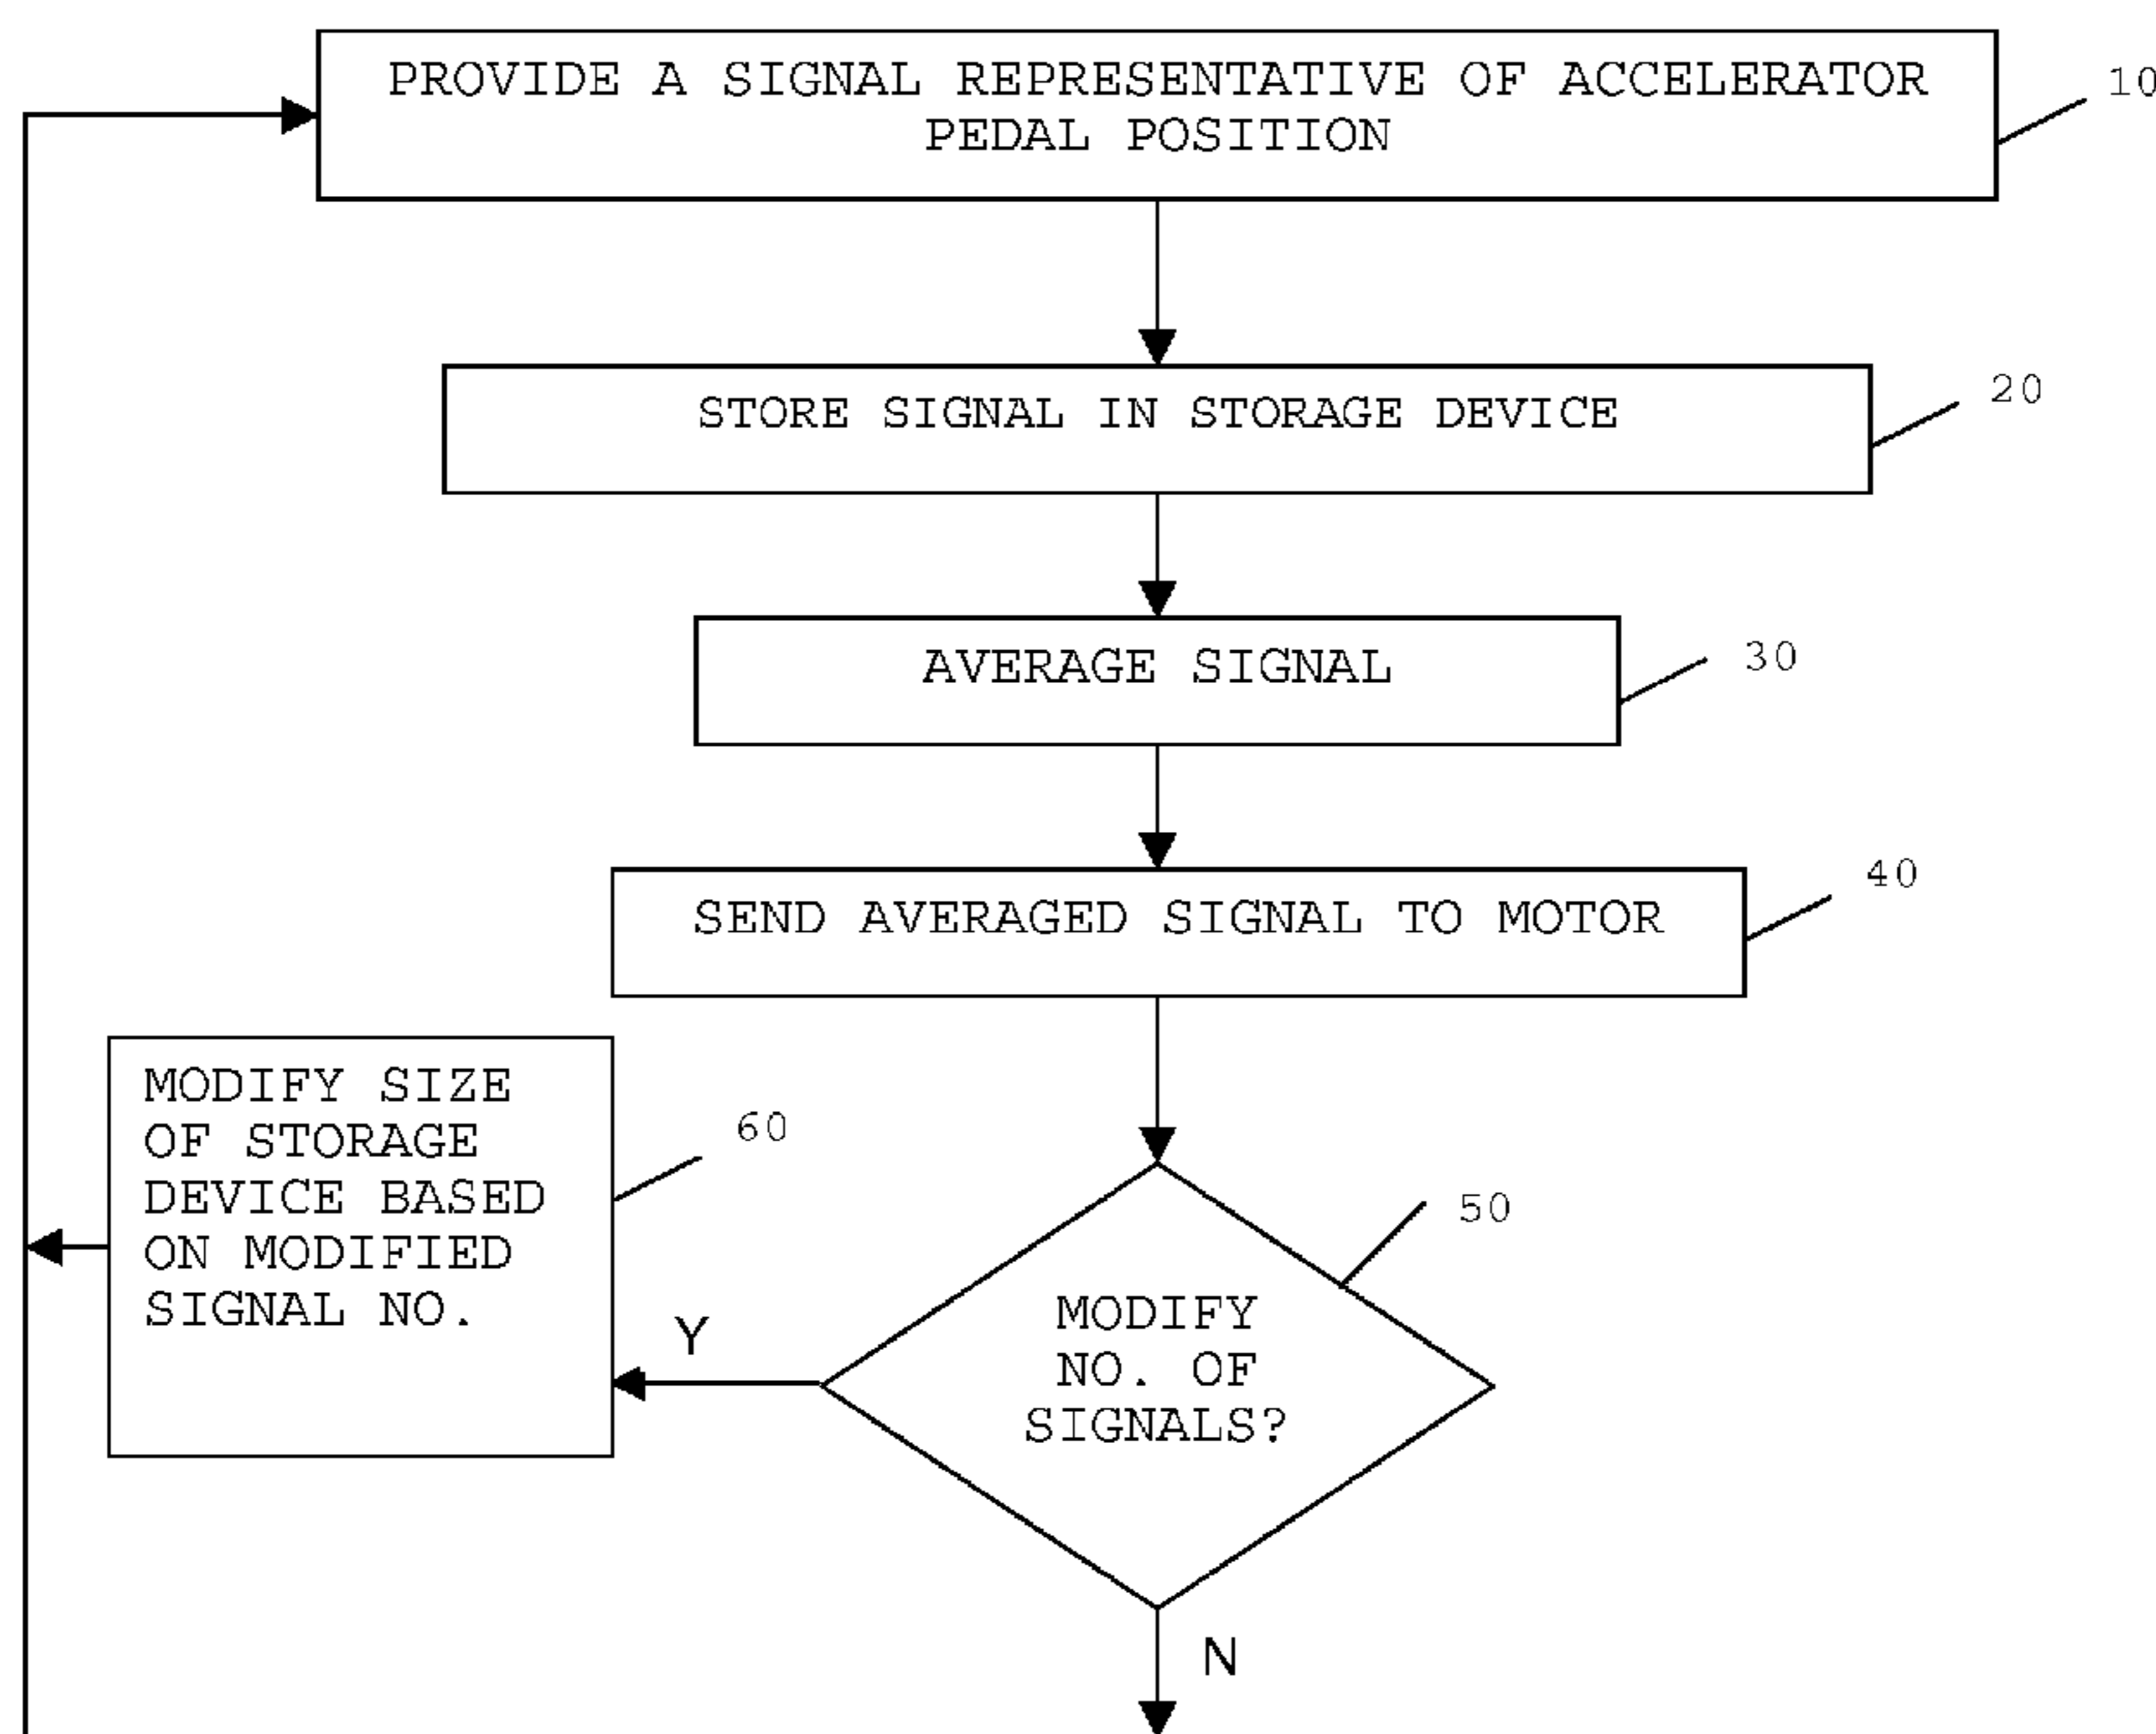 PROVIDE A SIGNAL REPRESENTATIVE OF ACCELERATOR
PEDAL POSITION
10
STORE SIGNAL IN STORAGE DEVICE
20
AVERAGE SIGNAL
30
SEND AVERAGED SIGNAL TO MOTOR
40
MODIFY SIZE
OF STORAGE
DEVICE BASED
ON MODIFIED
SIGNAL NO.
60
50
MODIFY
NO. OF
SIGNALS?
Y
N